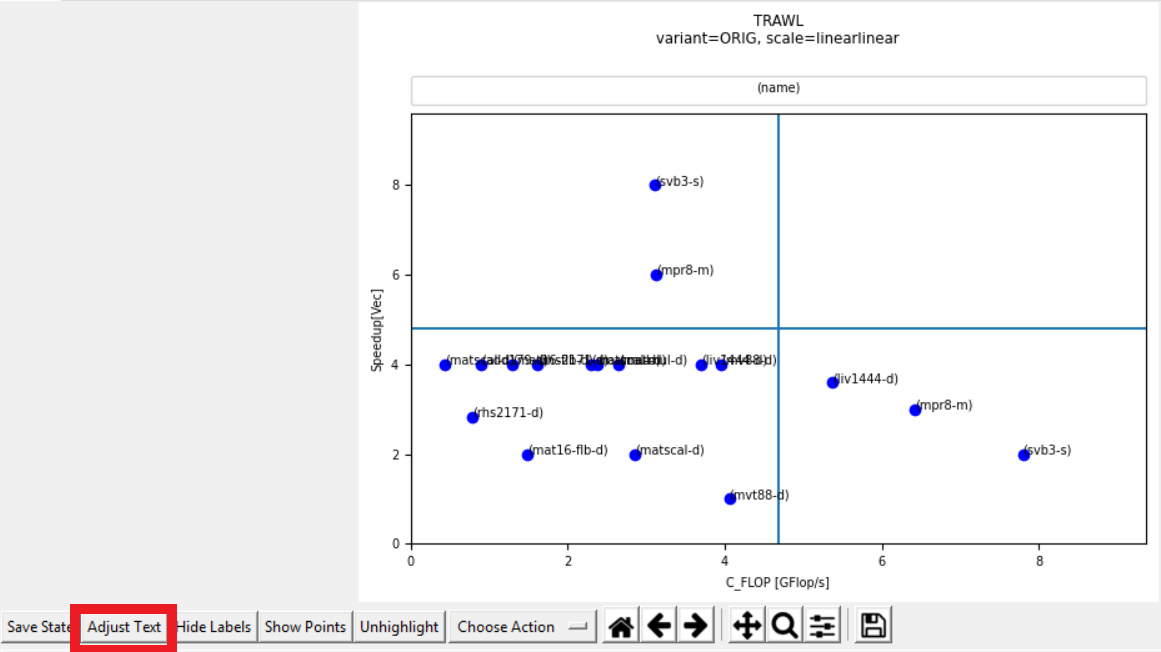 TRAWL
variant=ORIG, scale=linearlinear
(name)
8
(svb3-s)
6
(mpr8-m)
Speedup[Vec]
4
(liv1444-d)
(mpr8-m)
(rhs2171-d)
2
(mat16-flb-d)
(matscal-d)
(svb3-s)
(mvt88-d)
0
0 2 4 6 8
C_FLOP [GFlop/s]
Save State Adjust Text Hide Labels Show Points Unhighlight Choose Action